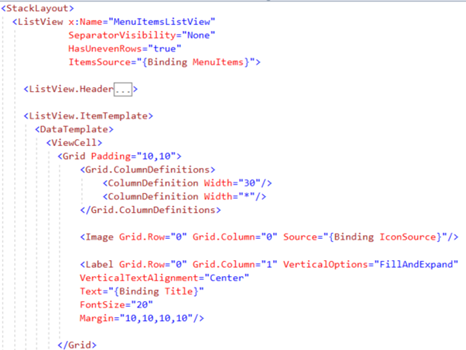 <StackLayout>
<ListView x:Name="MenuItemsListView"
SeparatorVisibility="None"
HasUnevenRows="true"
ItemsSource="{Binding MenuItems}">
<ListView.Header...>
<ListView.ItemTemplate>
<DataTemplate>
<ViewCell>
<Grid Padding="10,10">
<Grid.ColumnDefinitions>
<ColumnDefinition Width="30"/>
<ColumnDefinition Width="*"/>
</Grid.ColumnDefinitions>
<Image Grid.Row="0" Grid.Column="0" Source="{Binding IconSource}"/>
<Label Grid.Row="0" Grid.Column="1" VerticalOptions="FillAndExpand"
VerticalTextAlignment="Center"
Text="{Binding Title}"
FontSize="20"
Margin="10,10,10,10"/>
</Grid>